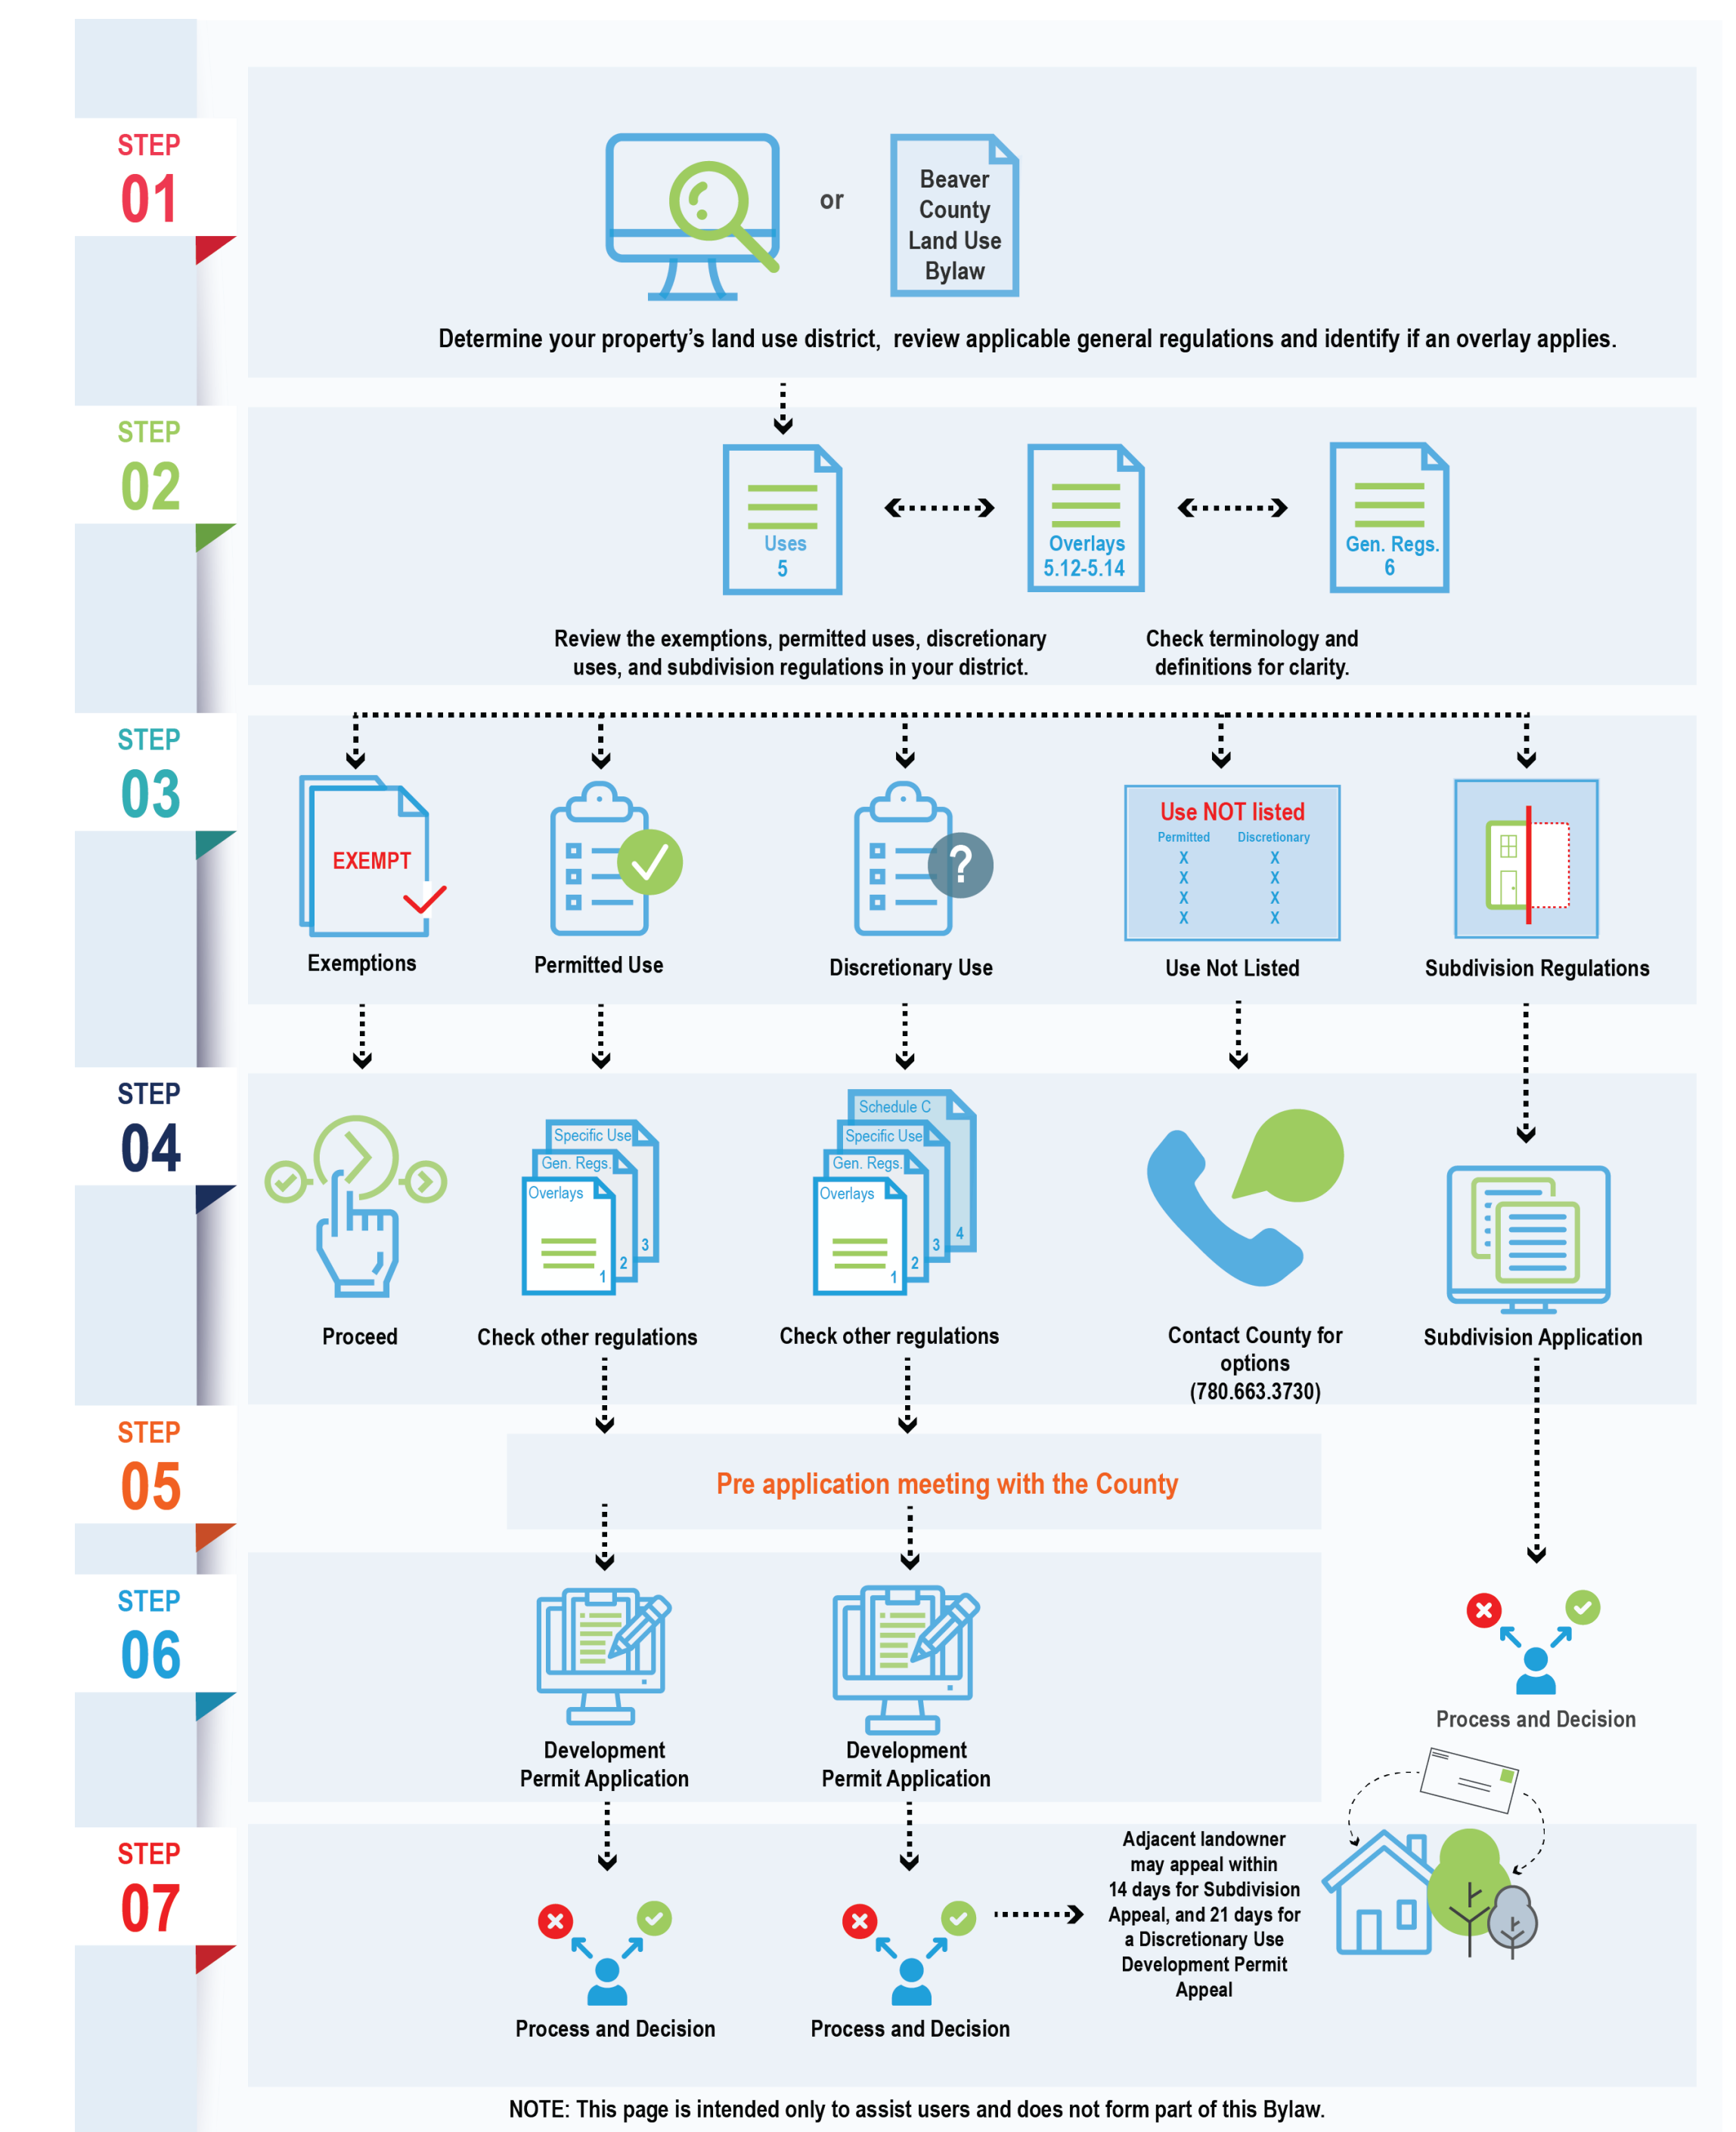 STEP
01
or
Beaver
County
Land Use
Bylaw
Determine your property's land use district, review applicable general regulations and identify if an overlay applies.
STEP
02
Uses
5
Overlays
5.12-5.14
Gen. Regs.
6
Review the exemptions, permitted uses, discretionary
uses, and subdivision regulations in your district.
Check terminology and
definitions for clarity.
STEP
03
EXEMPT
Exemptions
Permitted Use
?
Discretionary Use
Use NOT listed
Permitted Discretionary
X X
X X
X X
X X
Use Not Listed
Subdivision Regulations
STEP
04
Proceed
Specific Use
Gen. Regs.
Overlays
3
2
1
Check other regulations
Schedule C
Specific Use
Gen. Regs.
Overlays
4
3
2
1
Check other regulations
Contact County for
options
(780.663.3730)
Subdivision Application
STEP
05
Pre application meeting with the County
STEP
06
Development
Permit Application
Development
Permit Application
Process and Decision
STEP
07
Process and Decision
Process and Decision
Adjacent landowner
may appeal within
14 days for Subdivision
Appeal, and 21 days for
a Discretionary Use
Development Permit
Appeal
NOTE: This page is intended only to assist users and does not form part of this Bylaw.